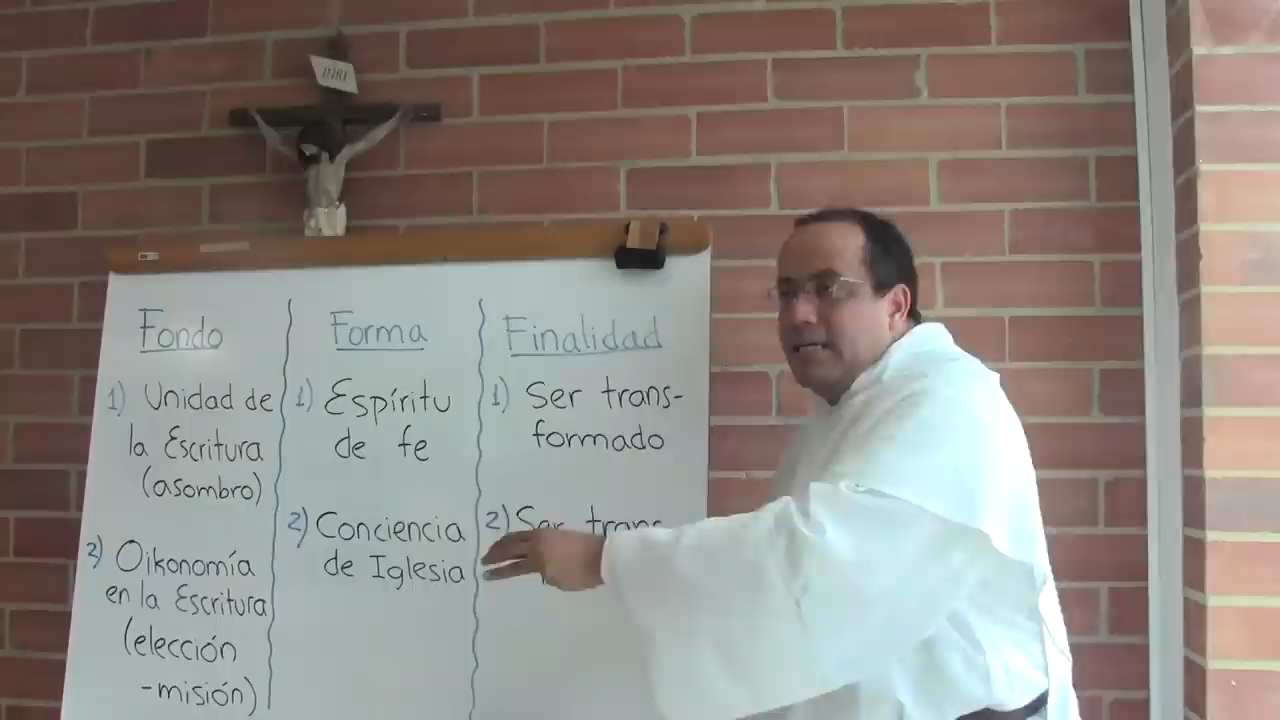 INRI
Fondo
1) Unidad de
la Escritura
(asombro)
2) Oikonomía
en la Escritura
(elección
-misión)
Forma
1) Espíritu
de fe
2) Conciencia
de Iglesia
Finalidad
1) Ser trans-
formado
2) Ser trans